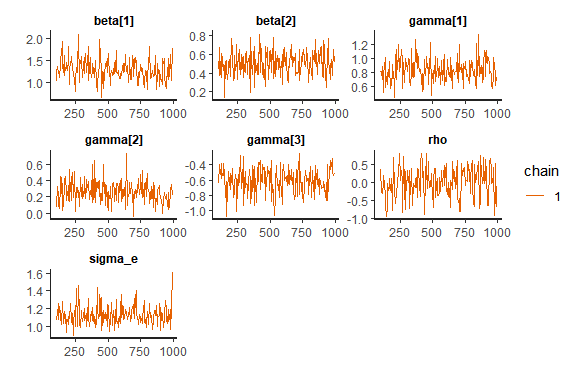 beta[1] beta[2] gamma[1]
2.0 0.8 1.2
1.5 0.6 1.0
1.0 0.4 0.8
0.2 0.6
250 500 750 1000 250 500 750 1000 250 500 750 1000
gamma[2] gamma[3] rho
0.6 -0.4 0.5
0.4 -0.6 0.0
0.2 -0.8 -0.5
0.0 -1.0 -1.0
250 500 750 1000 250 500 750 1000
chain
1
sigma_e
1.6
1.4
1.2
1.0
250 500 750 1000